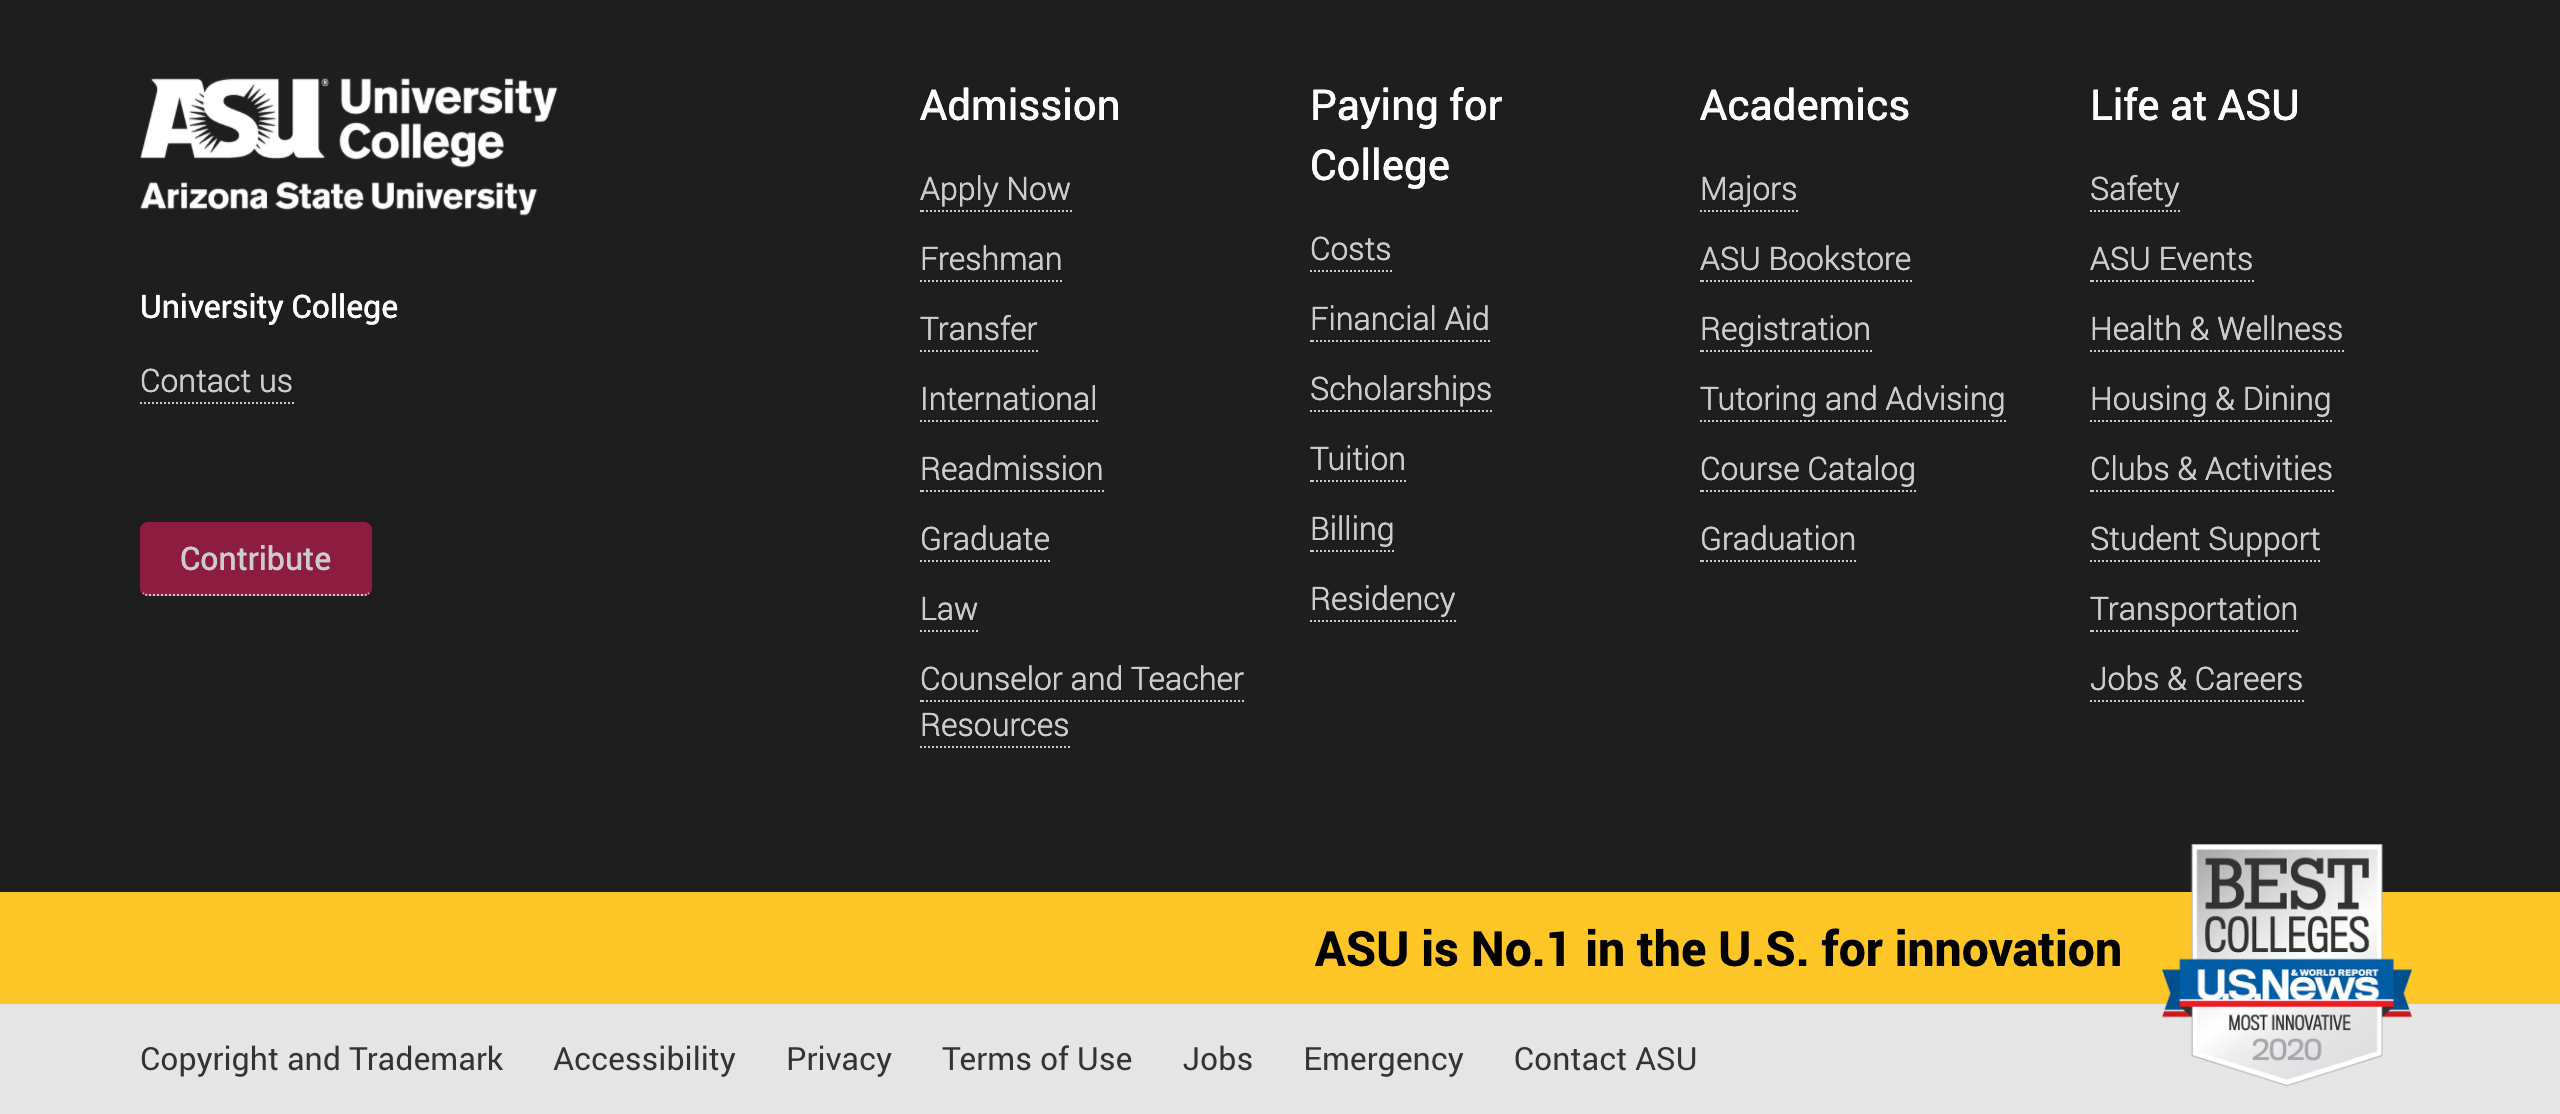 ASU® University
College
Arizona State University
University College
Contact us
Contribute
Admission
Apply Now
Freshman
Transfer
International
Readmission
Graduate
Law
Counselor and Teacher
Resources
Paying for
College
Costs
Financial Aid
Scholarships
Tuition
Billing
Residency
Academics
Majors
ASU Bookstore
Registration
Tutoring and Advising
Course Catalog
Graduation
Life at ASU
Safety
ASU Events
Health & Wellness
Housing & Dining
Clubs & Activities
Student Support
Transportation
Jobs & Careers
ASU is No.1 in the U.S. for innovation
BEST
COLLEGES
U.S.News & WORLD REPORT
MOST INNOVATIVE
2020
Copyright and Trademark Accessibility Privacy Terms of Use Jobs Emergency Contact ASU